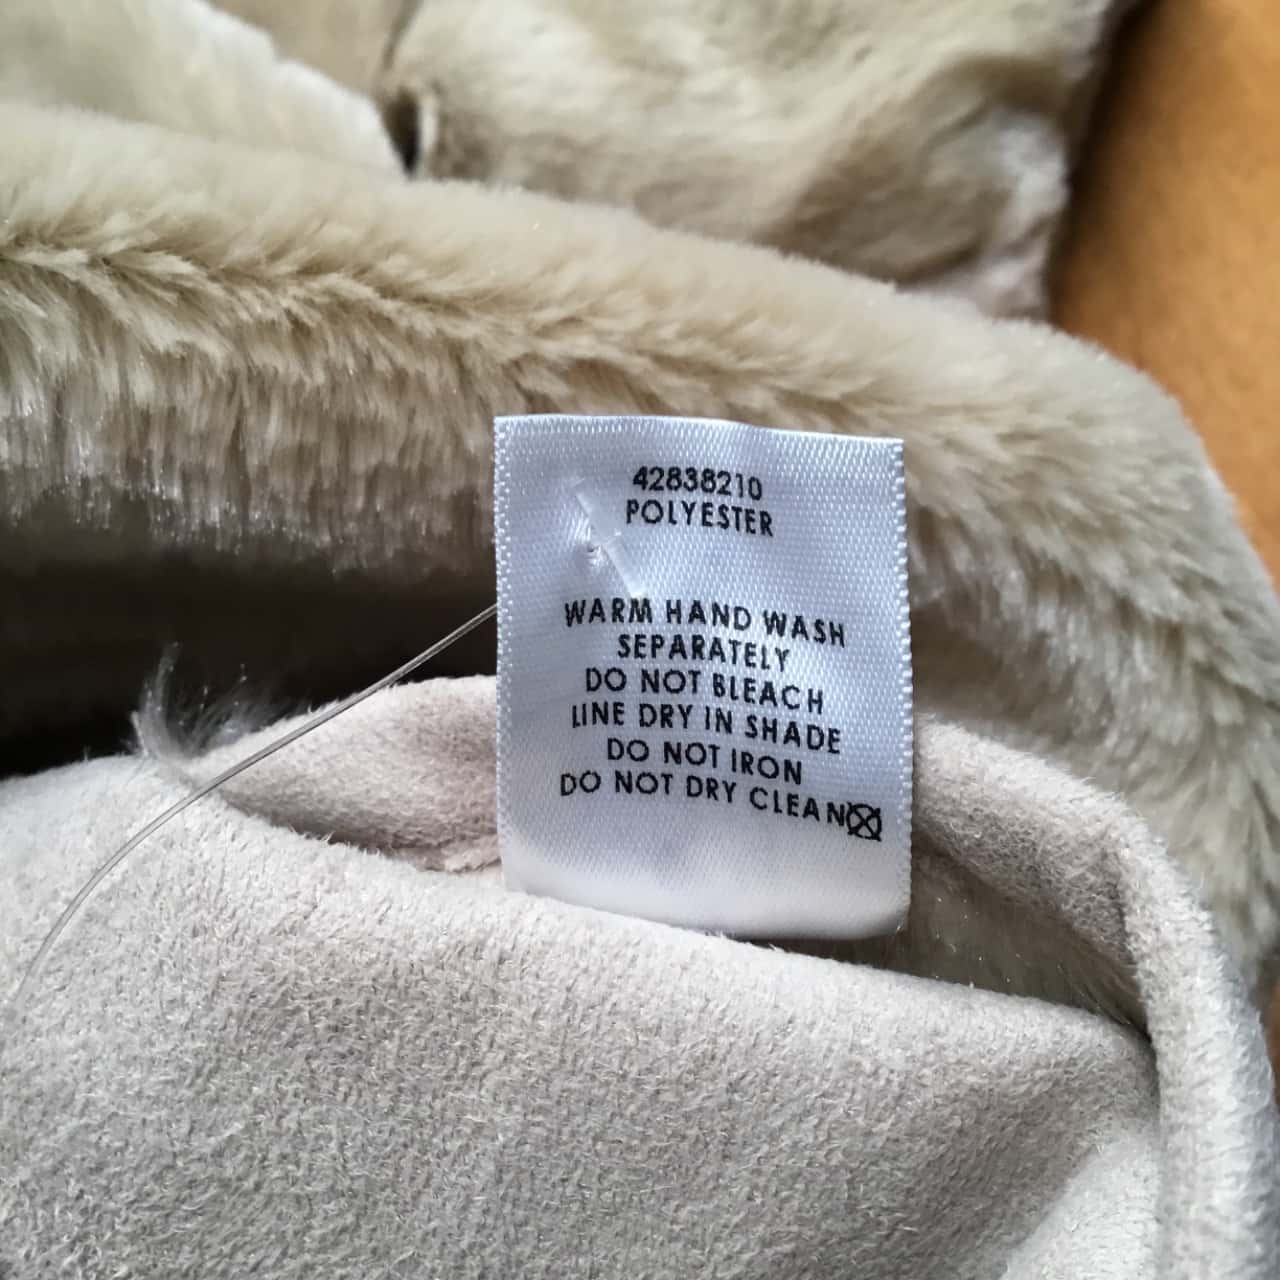 42838210
POLYESTER
WARM HAND WASH
SEPARATELY
DO NOT BLEACH
LINE DRY IN SHADE
DO NOT IRON
DO NOT DRY CLEAN